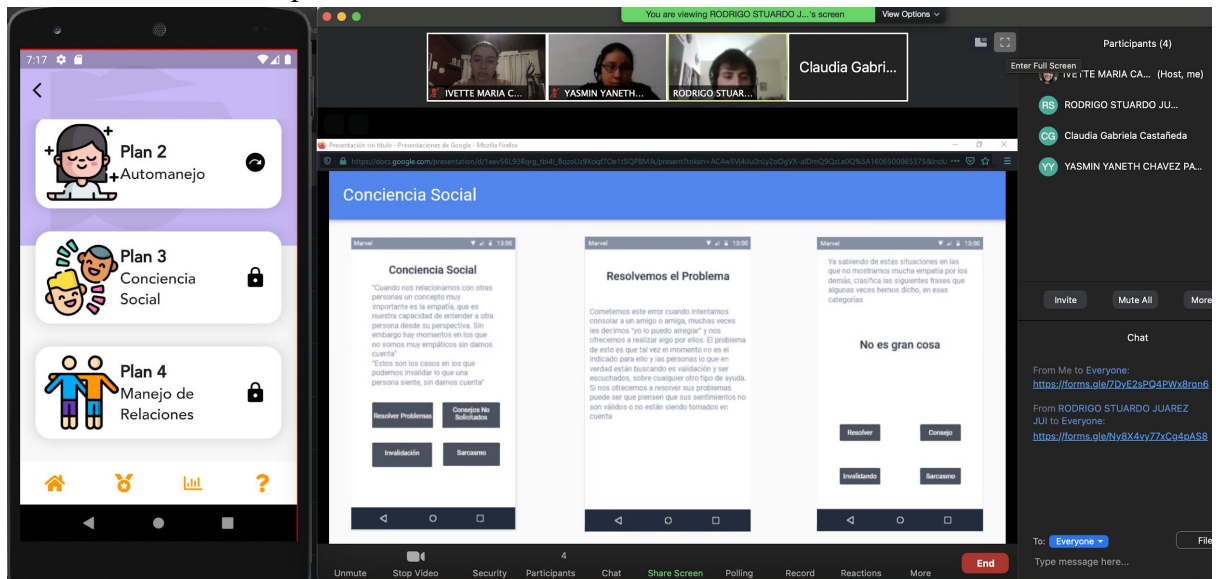 7:17
Plan 2
Automanejo
Plan 3
Conciencia
Social
Plan 4
Manejo de
Relaciones
You are viewing RODRIGO STUARDO J...'s screen
View Options
IVETTE MARIA C...
YASMIN YANETH...
RODRIGO STUAR...
Claudia Gabri...
Enter Full Screen
Presentación sin título - Presentaciones de Google - Mozilla Firefox
Conciencia Social
Marvel
13:00
Conciencia Social
"Cuando nos relacionamos con otras
personas un concepto muy
importante es la empatía, que es
nuestra capacidad de entender a otra
persona desde su perspectiva. Sin
embargo hay momentos en los que
no somos muy empáticos sin darnos
cuenta"
"Estos son los casos en los que
podemos invalidar lo que una
persona siente, sin darnos cuenta"
Resolver Problemas
Consejos No
Solicitados
Invalidación
Sarcasmo
Marvel
13:00
Resolvemos el Problema
Cometemos este error cuando intentamos
consolar a un amigo o amiga, muchas veces
les decimos "yo lo puedo arreglar" y nos
ofrecemos a realizar algo por ellos. El problema
de esto es que tal vez el momento no es el
indicado para ello y las personas lo que en
verdad están buscando es validación y ser
escuchados, sobre cualquier otro tipo de ayuda.
Si nos ofrecemos a resolver sus problemas
puede ser que piensen que sus sentimientos no
son válidos o no están siendo tomados en
cuenta
Marvel
13:00
Ya sabiendo de estas situaciones en las
que no mostramos mucha empatía por los
demás, clasifica las siguientes frases que
algunas veces hemos dicho, en esas
categorías
No es gran cosa
Resolver
Consejo
Invalidando
Sarcasmo
Participants (4)
IVETTE MARIA CA... (Host, me)
RS
RODRIGO STUARDO JU...
CG
Claudia Gabriela Castañeda
YY
YASMIN YANETH CHAVEZ PA...
Invite
Mute All
More
Chat
From Me to Everyone:
https://forms.gle/7DyE2sPQ4PWx8rqn6
From RODRIGO STUARDO JUAREZ
JUI to Everyone:
https://forms.gle/Ny8X4vy77xCg4pAS8
To: Everyone
File
Type message here...
Unmute
Stop Video
Security
4
Participants
Chat
Share Screen
Polling
Record
Reactions
More
End